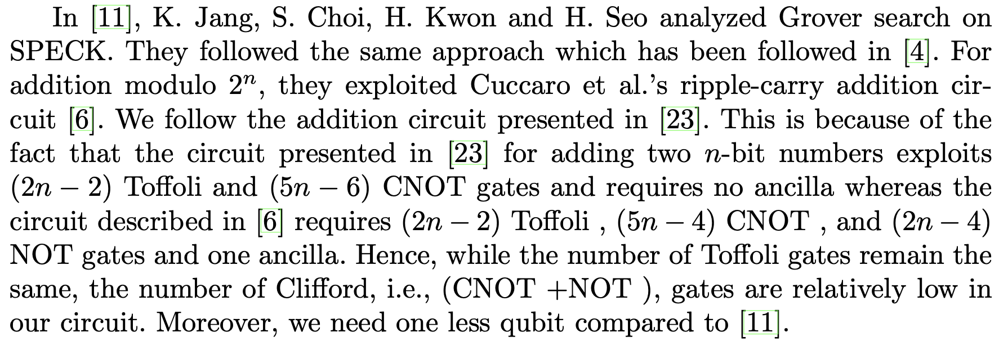 In [11], K. Jang, S. Choi, H. Kwon and H. Seo analyzed Grover search on
SPECK. They followed the same approach which has been followed in [4]. For
addition modulo 2ⁿ, they exploited Cuccaro et al.’s ripple-carry addition cir-
cuit [6]. We follow the addition circuit presented in [23]. This is because of the
fact that the circuit presented in [23] for adding two n-bit numbers exploits
(2n − 2) Toffoli and (5n − 6) CNOT gates and requires no ancilla whereas the
circuit described in [6] requires (2n − 2) Toffoli , (5n − 4) CNOT , and (2n − 4)
NOT gates and one ancilla. Hence, while the number of Toffoli gates remain the
same, the number of Clifford, i.e., (CNOT +NOT ), gates are relatively low in
our circuit. Moreover, we need one less qubit compared to [11].